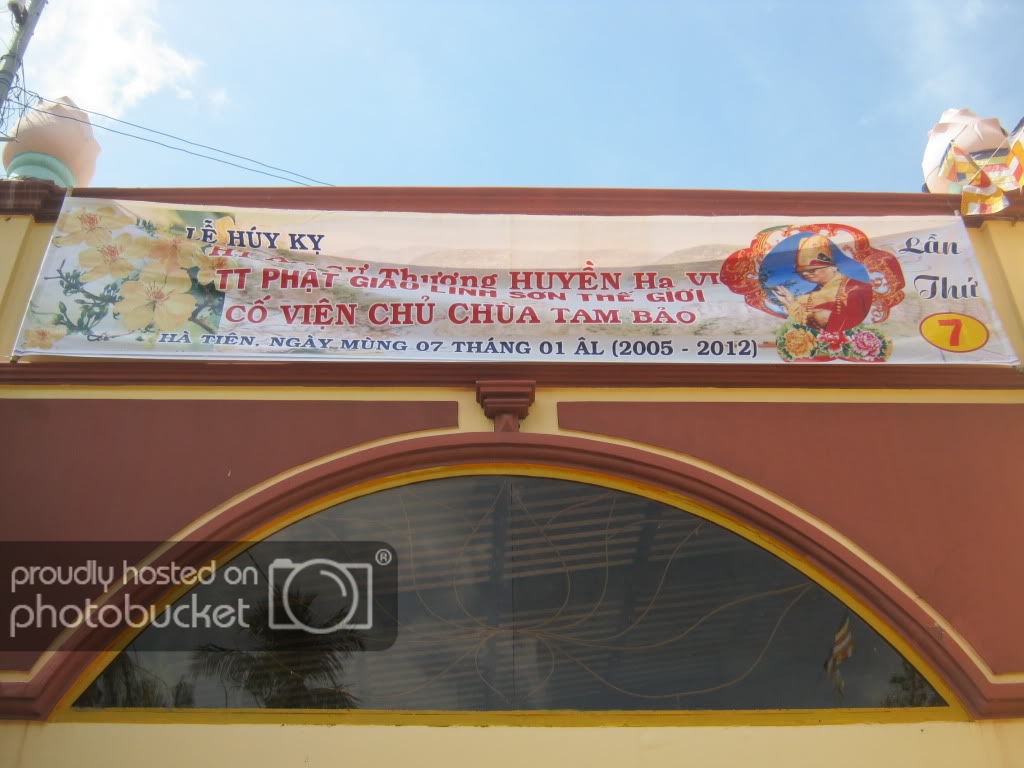 LỄ HÚY KỴ
Thượng HUYỀN Hạ VI
TT PHẬT GIÁO LINH SƠN THẾ GIỚI
CỐ VIỆN CHỦ CHÙA TAM BẢO
HÀ TIÊN, NGÀY MÙNG 07 THÁNG 01 ÂL (2005 - 2012)
Lần
Thứ
7
proudly hosted on
photobucket ®